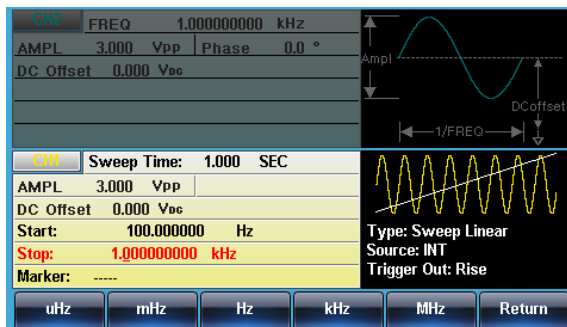 CH2 FREQ 1.000000000 kHz
AMPL 3.000 VPP Phase 0.0 °
DC Offset 0.000 VDC
Ampl
DCoffset
1/FREQ
CH1 Sweep Time: 1.000 SEC
AMPL 3.000 VPP
DC Offset 0.000 VDC
Start: 100.000000 Hz
Stop: 1.000000000 kHz
Marker: -----
Type: Sweep Linear
Source: INT
Trigger Out: Rise
uHz mHz Hz kHz MHz Return